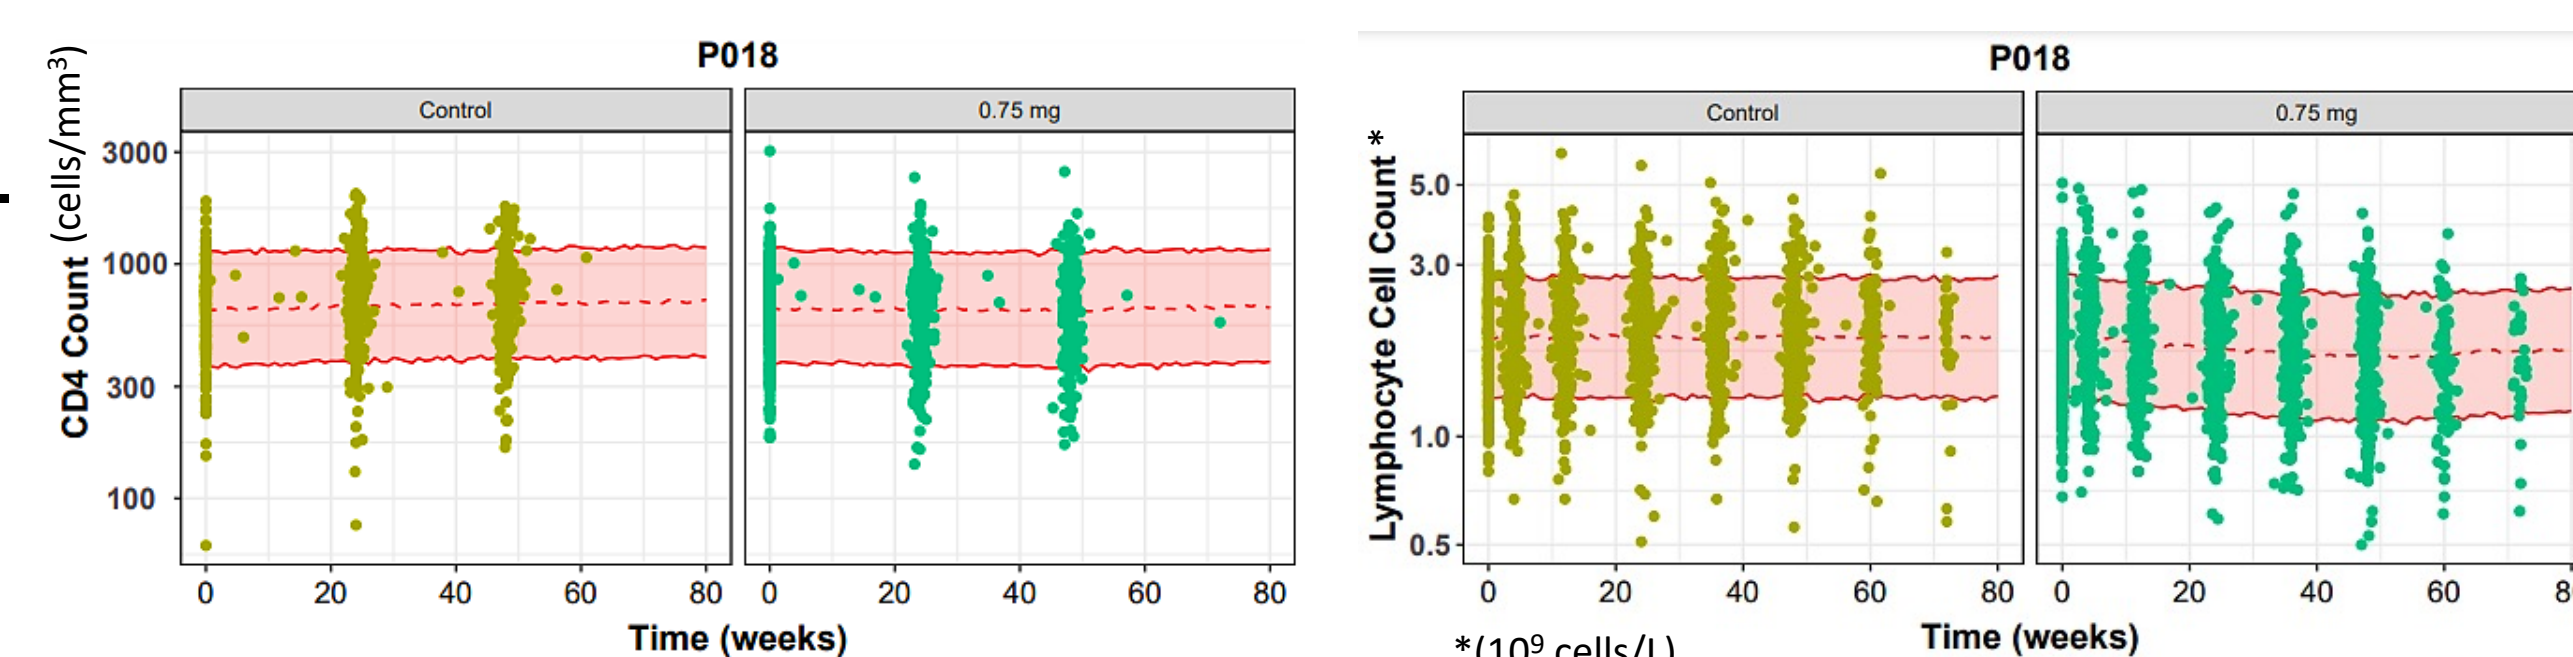 P018
Control
0.75 mg
CD4 Count (cells/mm³)
3000
1000
300
100
0 20 40 60 80 0 20 40 60 80
Time (weeks)
P018
Control
0.75 mg
Lymphocyte Cell Count *
5.0
3.0
1.0
0.5
0 20 40 60 80 0 20 40 60 8
Time (weeks)
*(10⁹ cells/L)